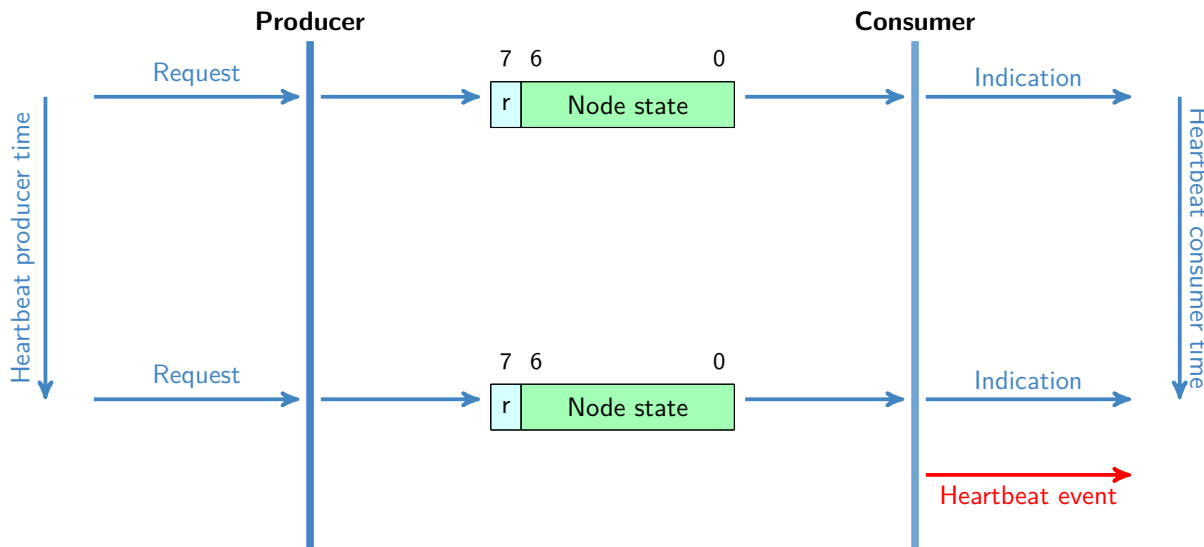 Producer
Consumer
7 6 0
Request
Indication
r Node state
Heartbeat producer time
Heartbeat consumer time
7 6 0
Request
Indication
r Node state
Heartbeat event